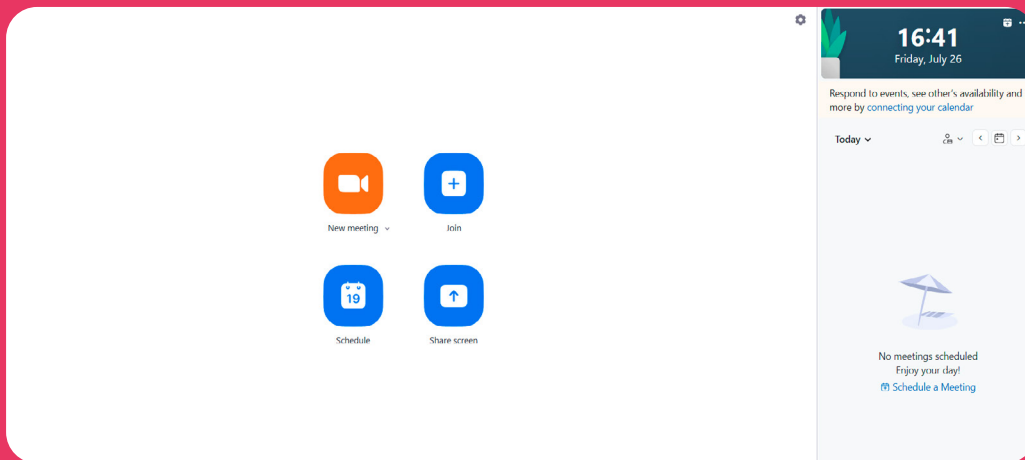 16:41
Friday, July 26
Respond to events, see other's availability and
more by connecting your calendar
Today
New meeting
Join
19
Schedule
Share screen
No meetings scheduled
Enjoy your day!
Schedule a Meeting